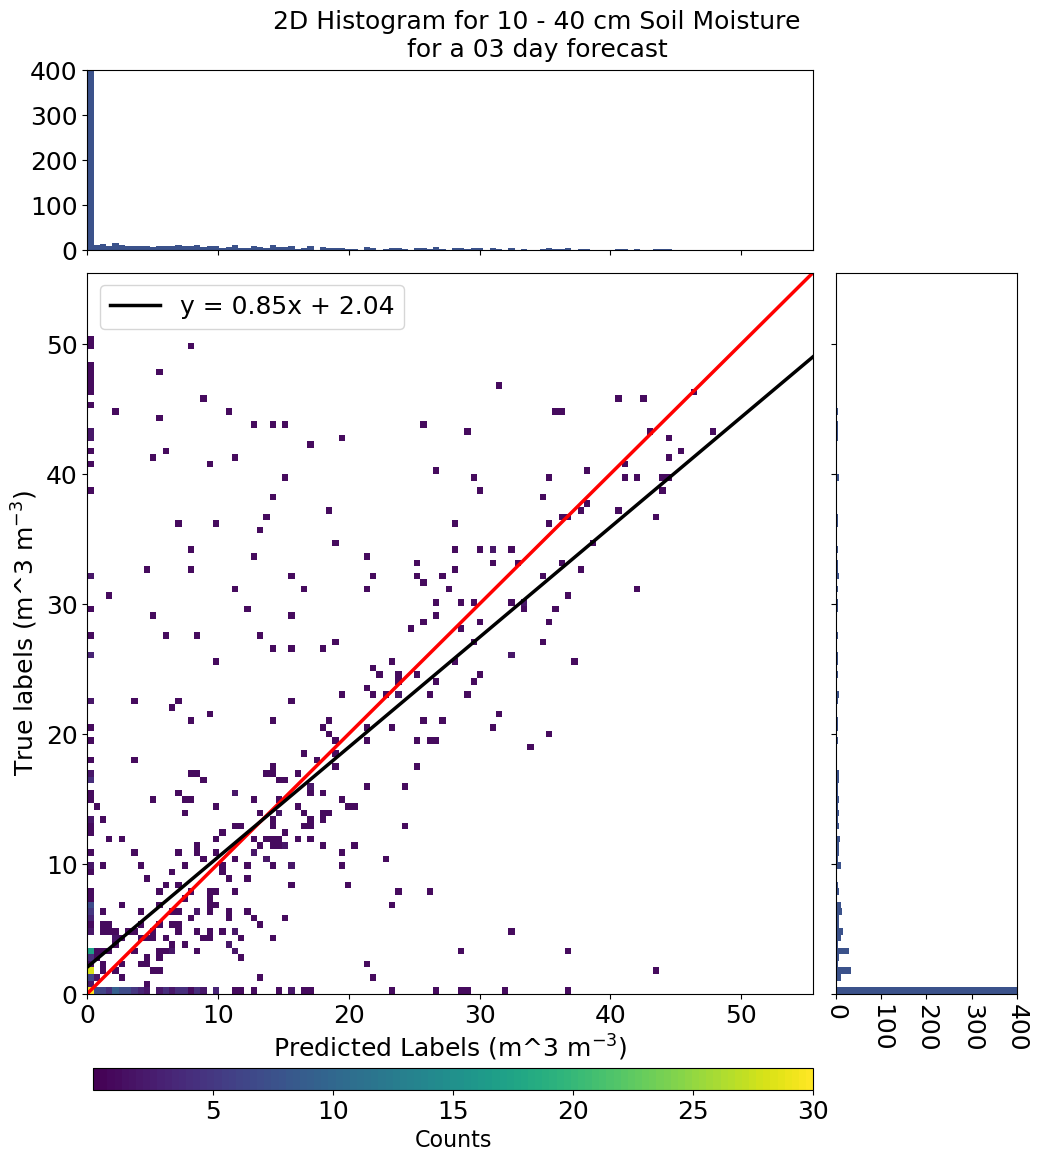 2D Histogram for 10 - 40 cm Soil Moisture
for a 03 day forecast
400
300
200
100
0
y = 0.85x + 2.04
50
40
30
20
10
0
True labels (m^3 m⁻³)
0 10 20 30 40 50
Predicted Labels (m^3 m⁻³)
0 100 200 300 400
5 10 15 20 25 30
Counts